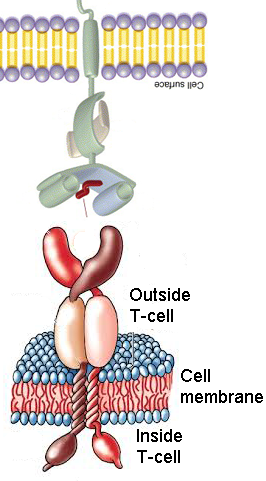 Cell surface
Outside
T-cell
Cell
membrane
Inside
T-cell